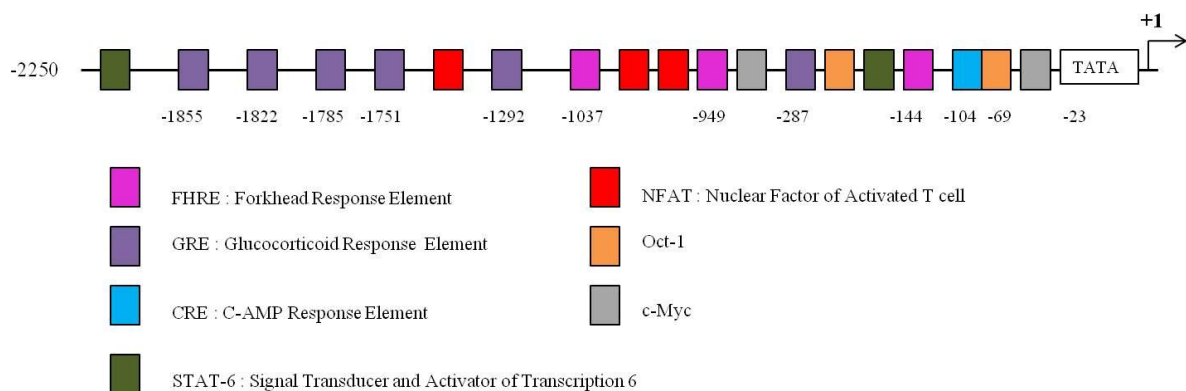 +1
-2250
TATA
-1855 -1822 -1785 -1751 -1292 -1037 -949 -287 -144 -104 -69 -23
FHRE : Forkhead Response Element
NFAT : Nuclear Factor of Activated T cell
GRE : Glucocorticoid Response Element
Oct-1
CRE : C-AMP Response Element
c-Myc
STAT-6 : Signal Transducer and Activator of Transcription 6